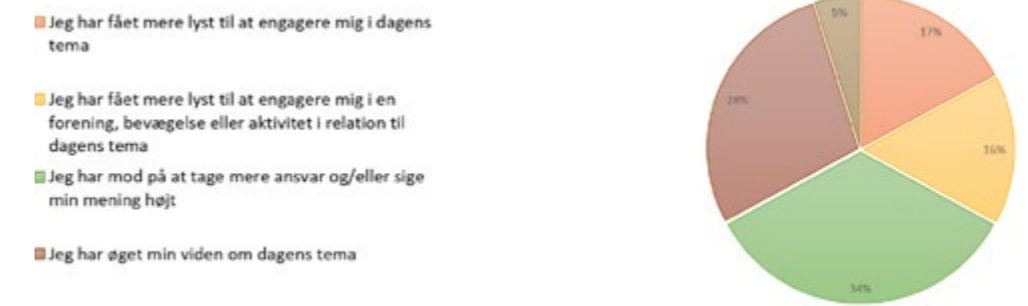 Jeg har fået mere lyst til at engagere mig i dagens
tema
Jeg har fået mere lyst til at engagere mig i en
forening, bevægelse eller aktivitet i relation til
dagens tema
Jeg har mod på at tage mere ansvar og/eller sige
min mening højt
Jeg har øget min viden om dagens tema
5%
17%
28%
16%
34%